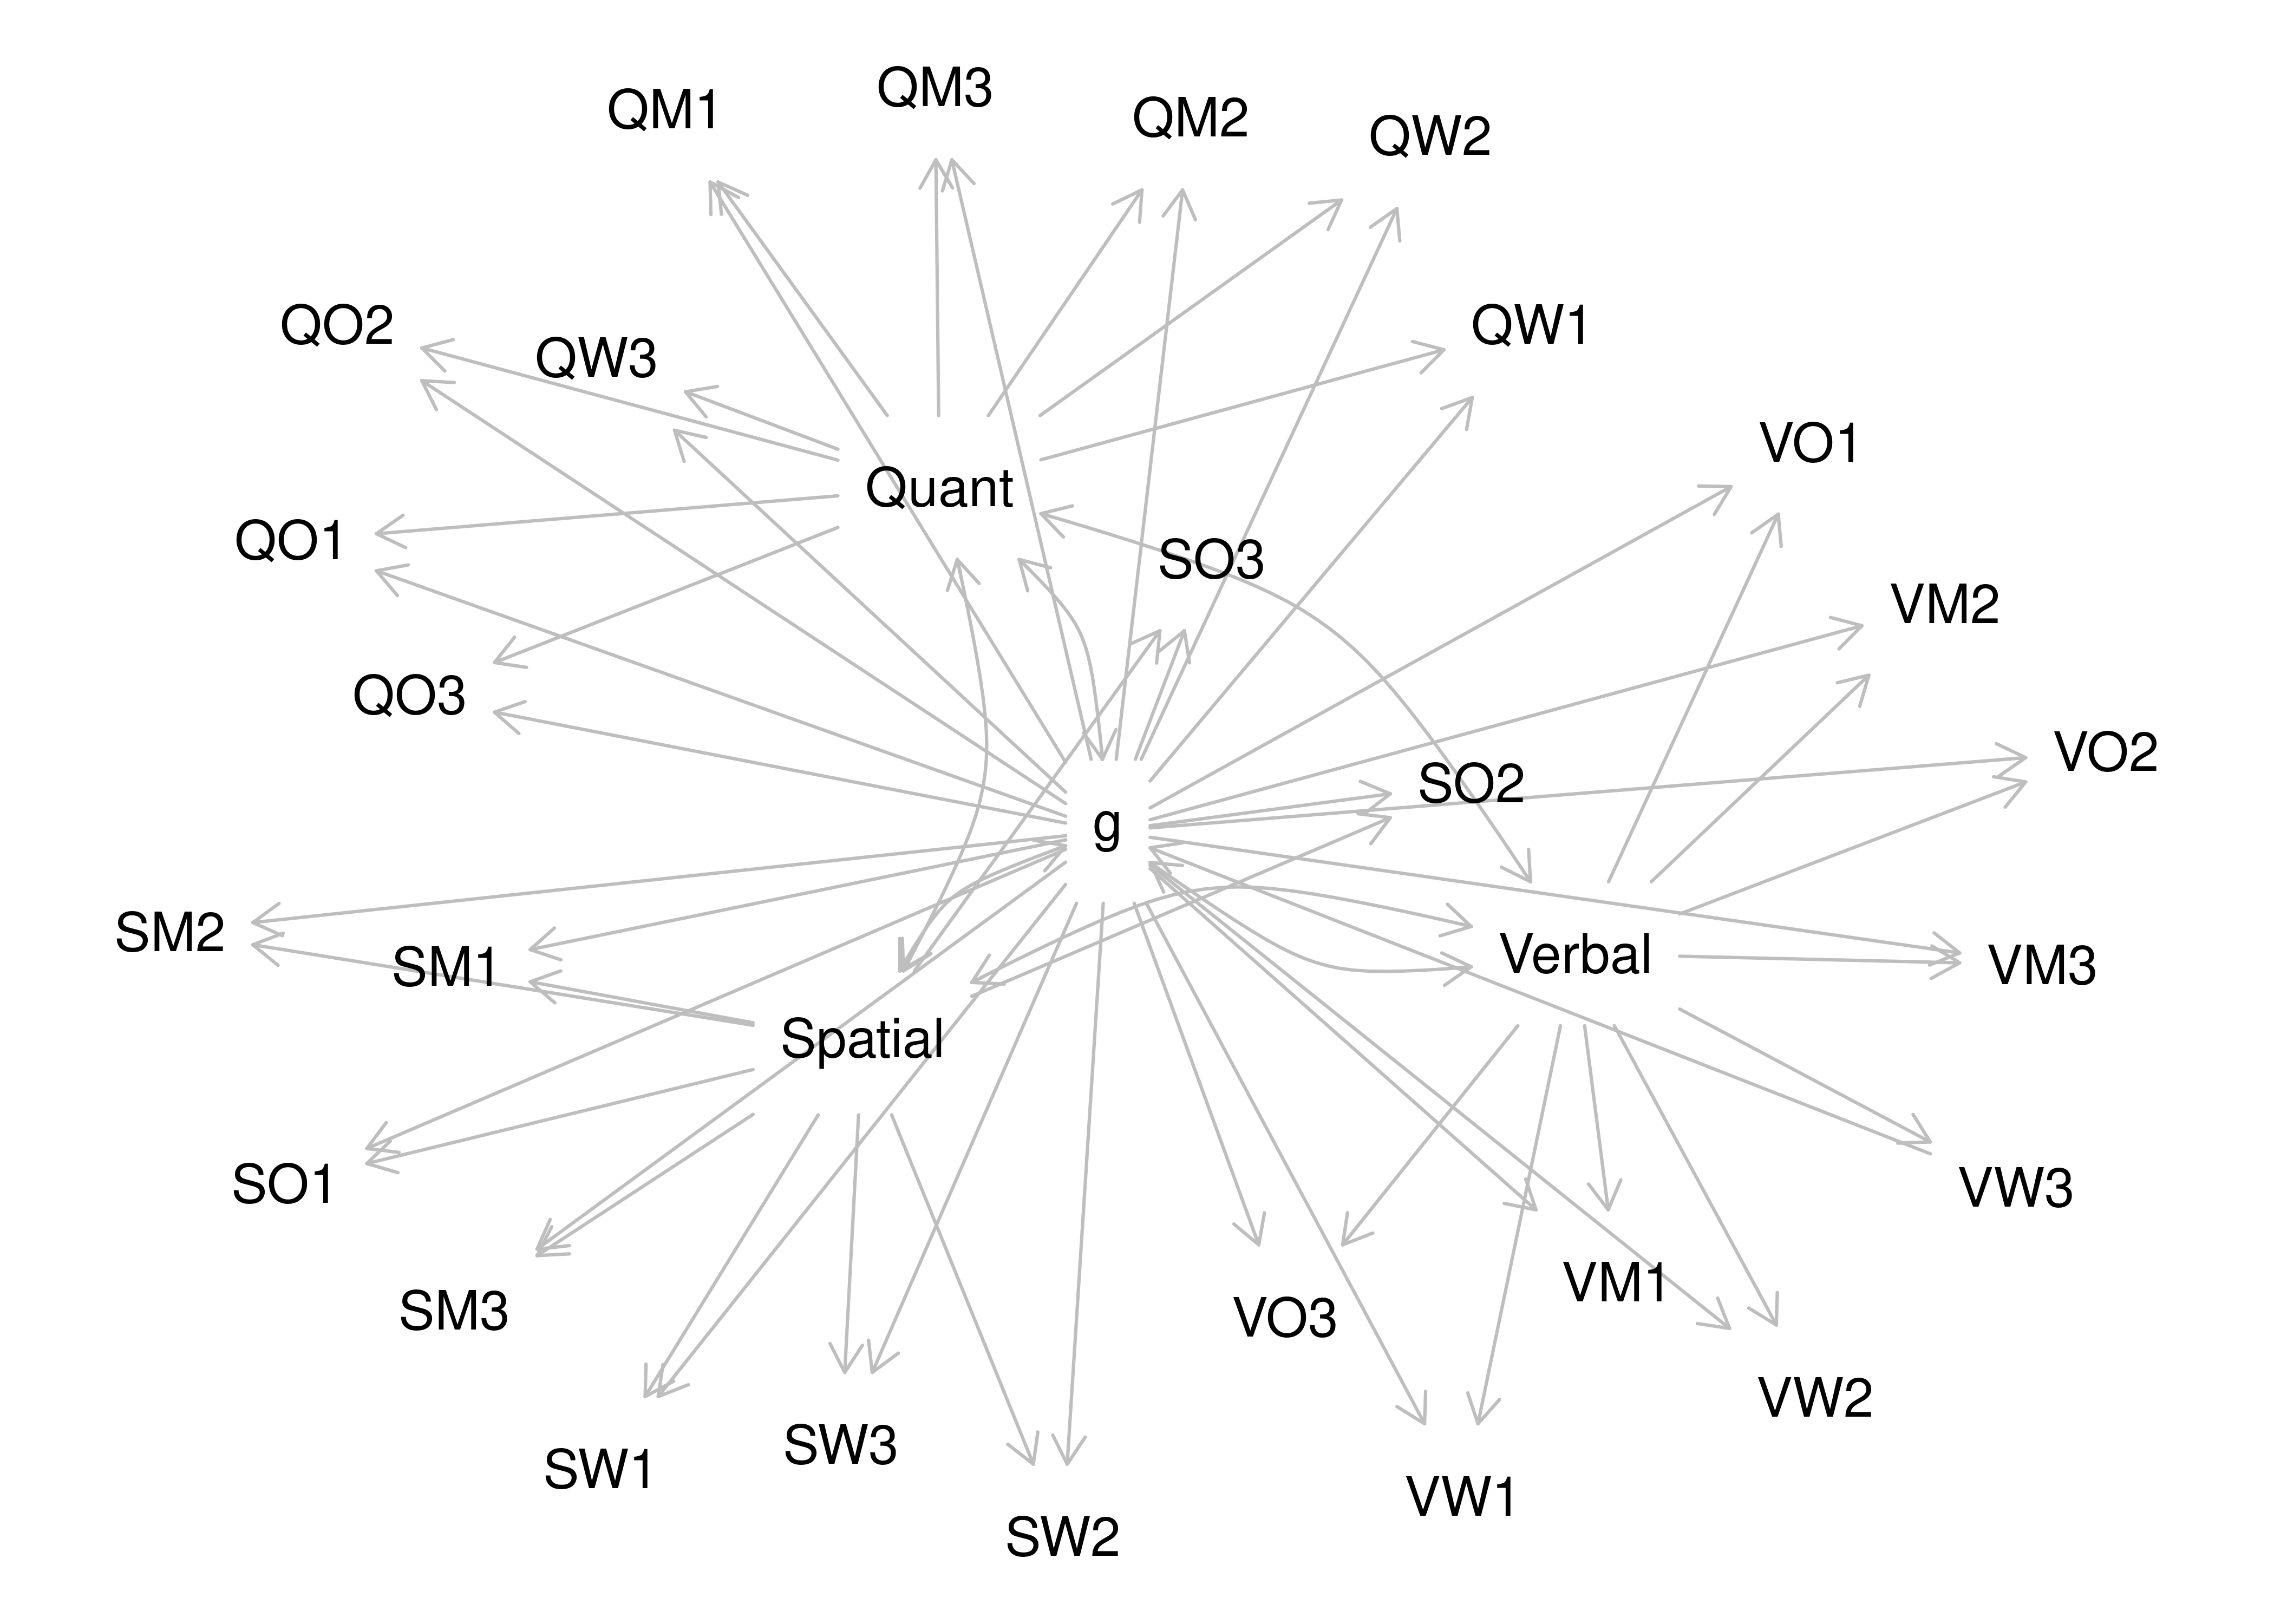 QM3
QM1
QM2
QW2
QO2
QW1
QW3
VO1
Quant
QO1
SO3
VM2
QO3
VO2
SO2
g
SM2
Verbal
SM1
VM3
Spatial
SO1
VW3
VM1
SM3
VO3
VW2
SW3
SW1
VW1
SW2